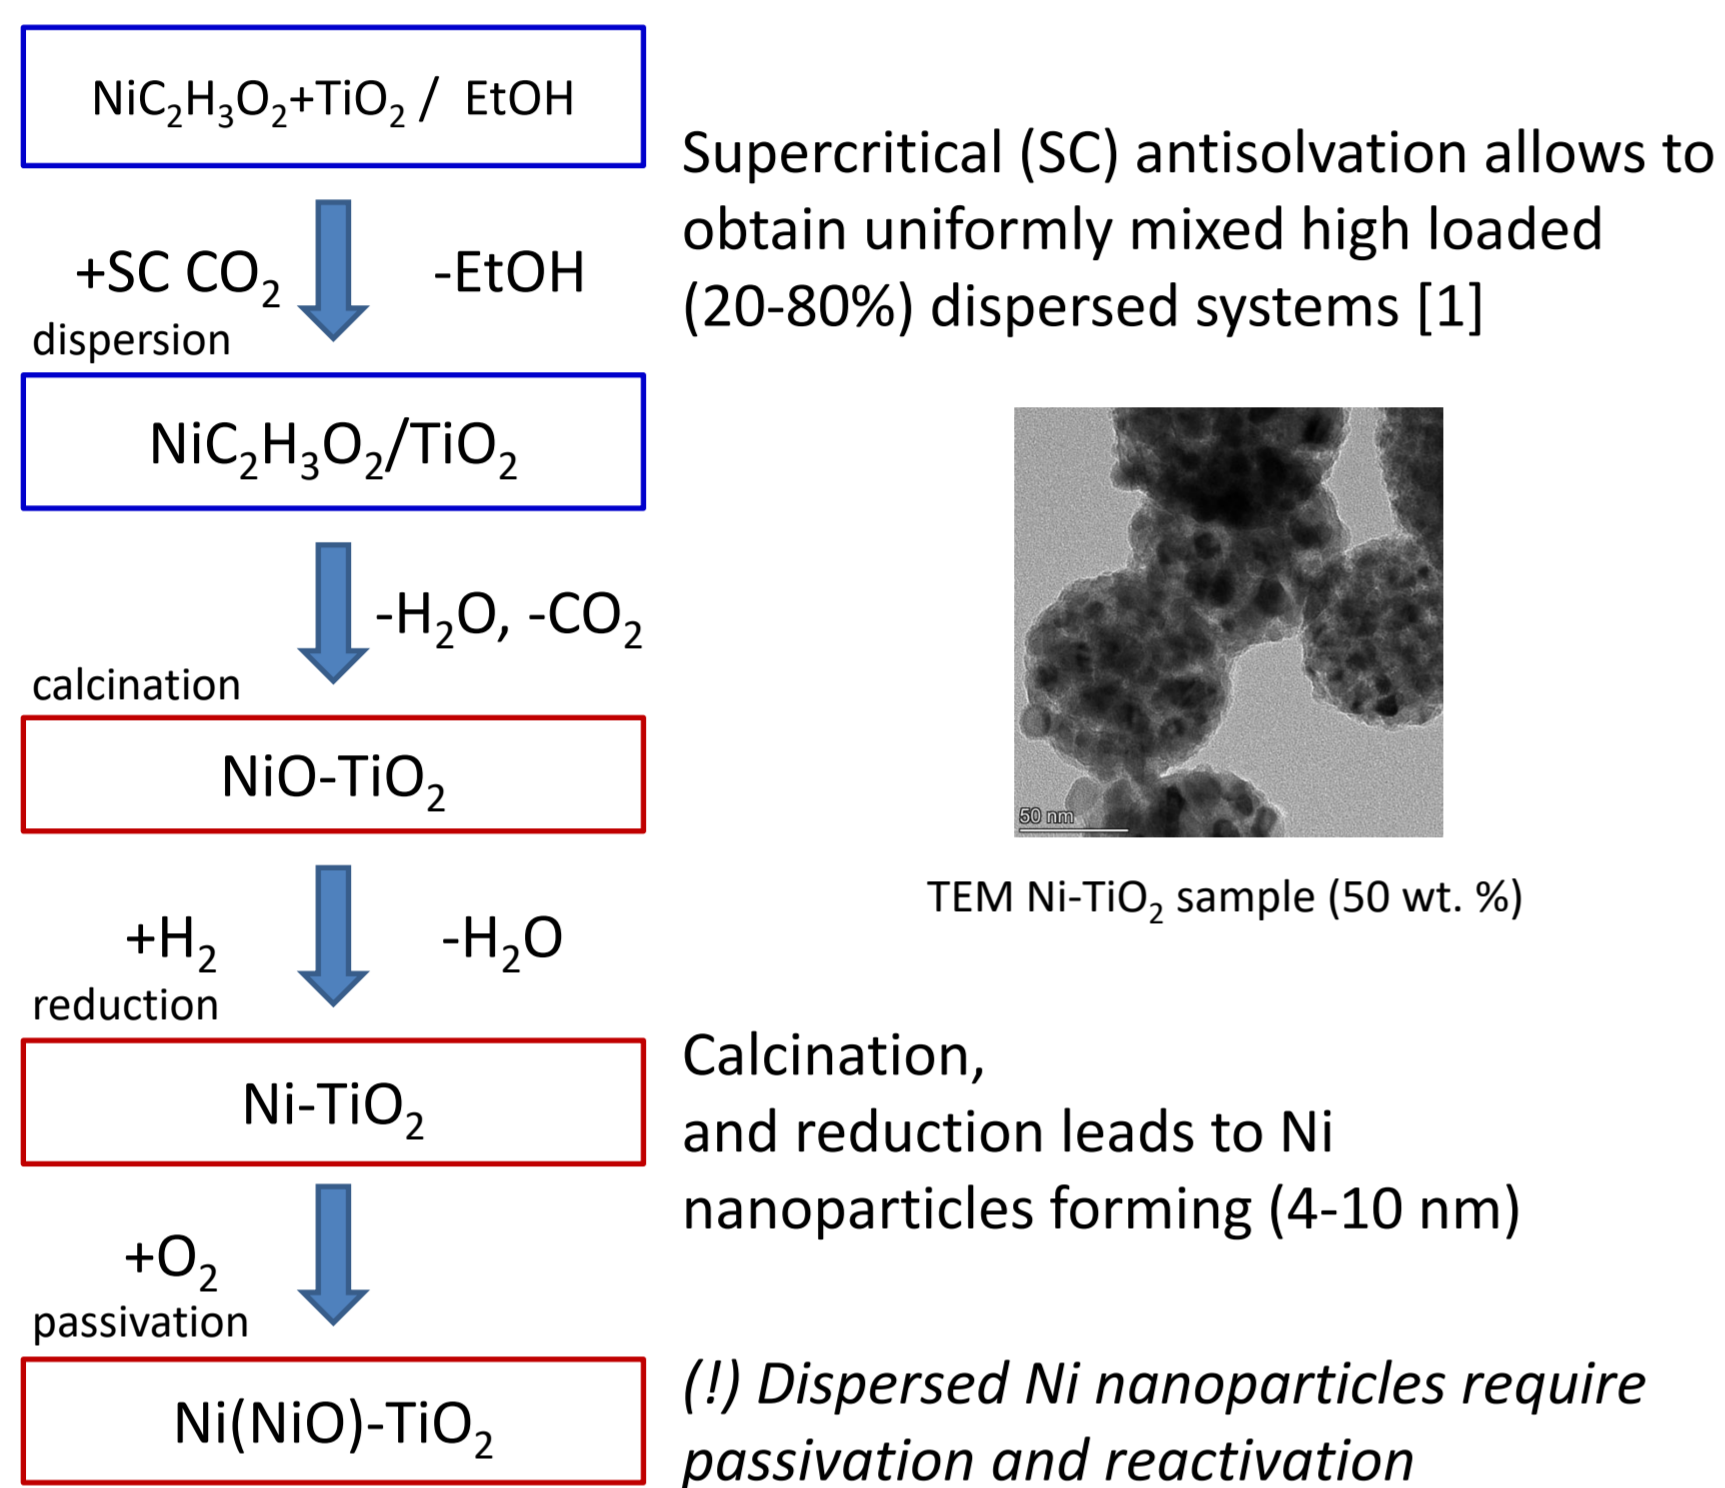 NiC₂H₃O₂+TiO₂ / EtOH
+SC CO₂
-EtOH
dispersion
NiC₂H₃O₂/TiO₂
-H₂O, -CO₂
calcination
NiO-TiO₂
+H₂
-H₂O
reduction
Ni-TiO₂
+O₂
passivation
Ni(NiO)-TiO₂
Supercritical (SC) antisolvation allows to
obtain uniformly mixed high loaded
(20-80%) dispersed systems [1]
50 nm
TEM Ni-TiO₂ sample (50 wt. %)
Calcination,
and reduction leads to Ni
nanoparticles forming (4-10 nm)
(!) Dispersed Ni nanoparticles require
passivation and reactivation